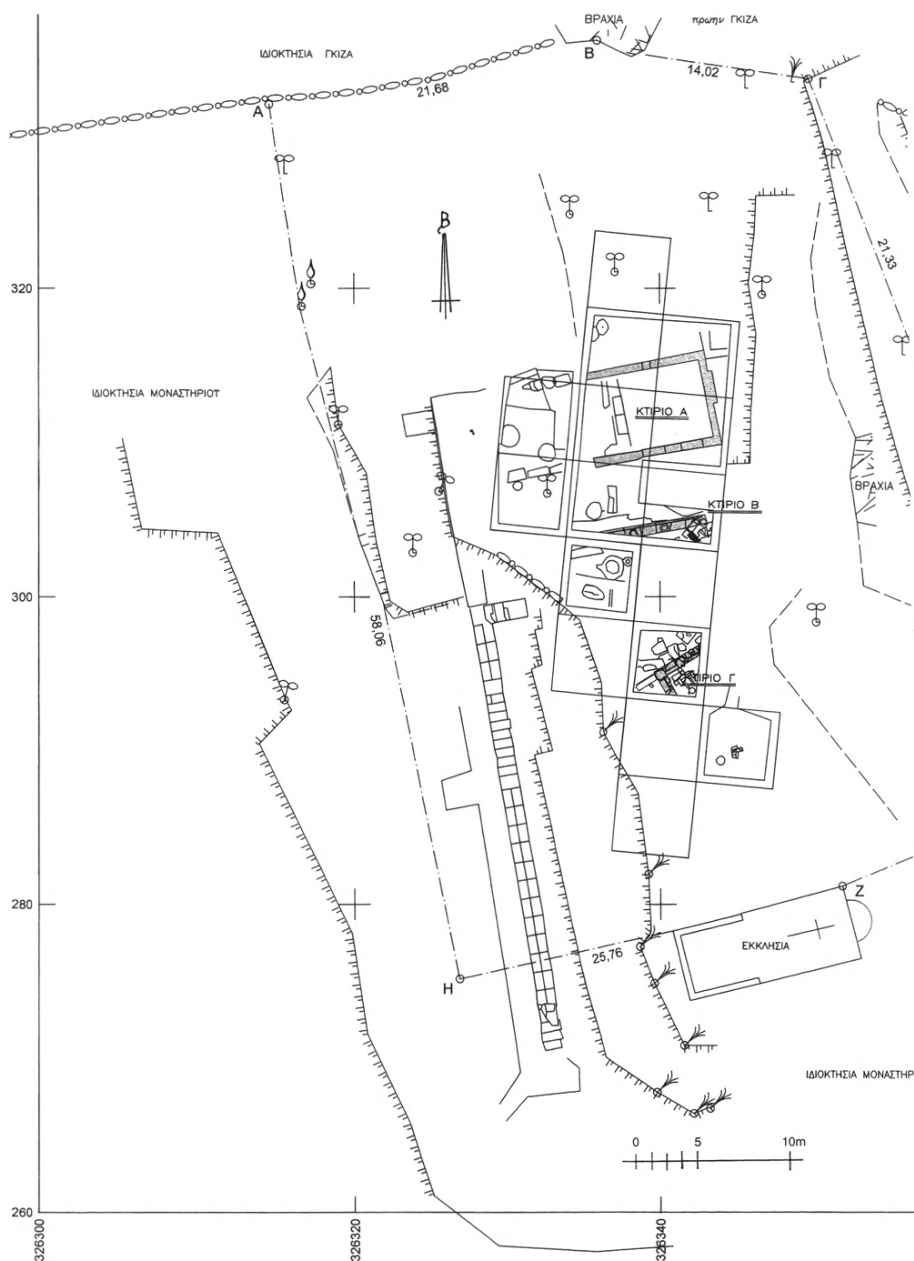 ΒΡΑΧΙΑ
πρωην ΓΚΙΖΑ
ΙΔΙΟΚΤΗΣΙΑ ΓΚΙΖΑ
Β
14,02
Γ
21,68
Α
Β
21,33
320
ΙΔΙΟΚΤΗΣΙΑ ΜΟΝΑΣΤΗΡΙΟΤ
ΚΤΙΡΙΟ Α
ΒΡΑΧΙΑ
ΚΤΙΡΙΟ Β
300
58,06
ΚΤΙΡΙΟ Γ
280
Ζ
ΕΚΚΛΗΣΙΑ
25,76
Η
ΙΔΙΟΚΤΗΣΙΑ ΜΟΝΑΣΤΗΡ
0 5 10m
260
326300
326320
326340